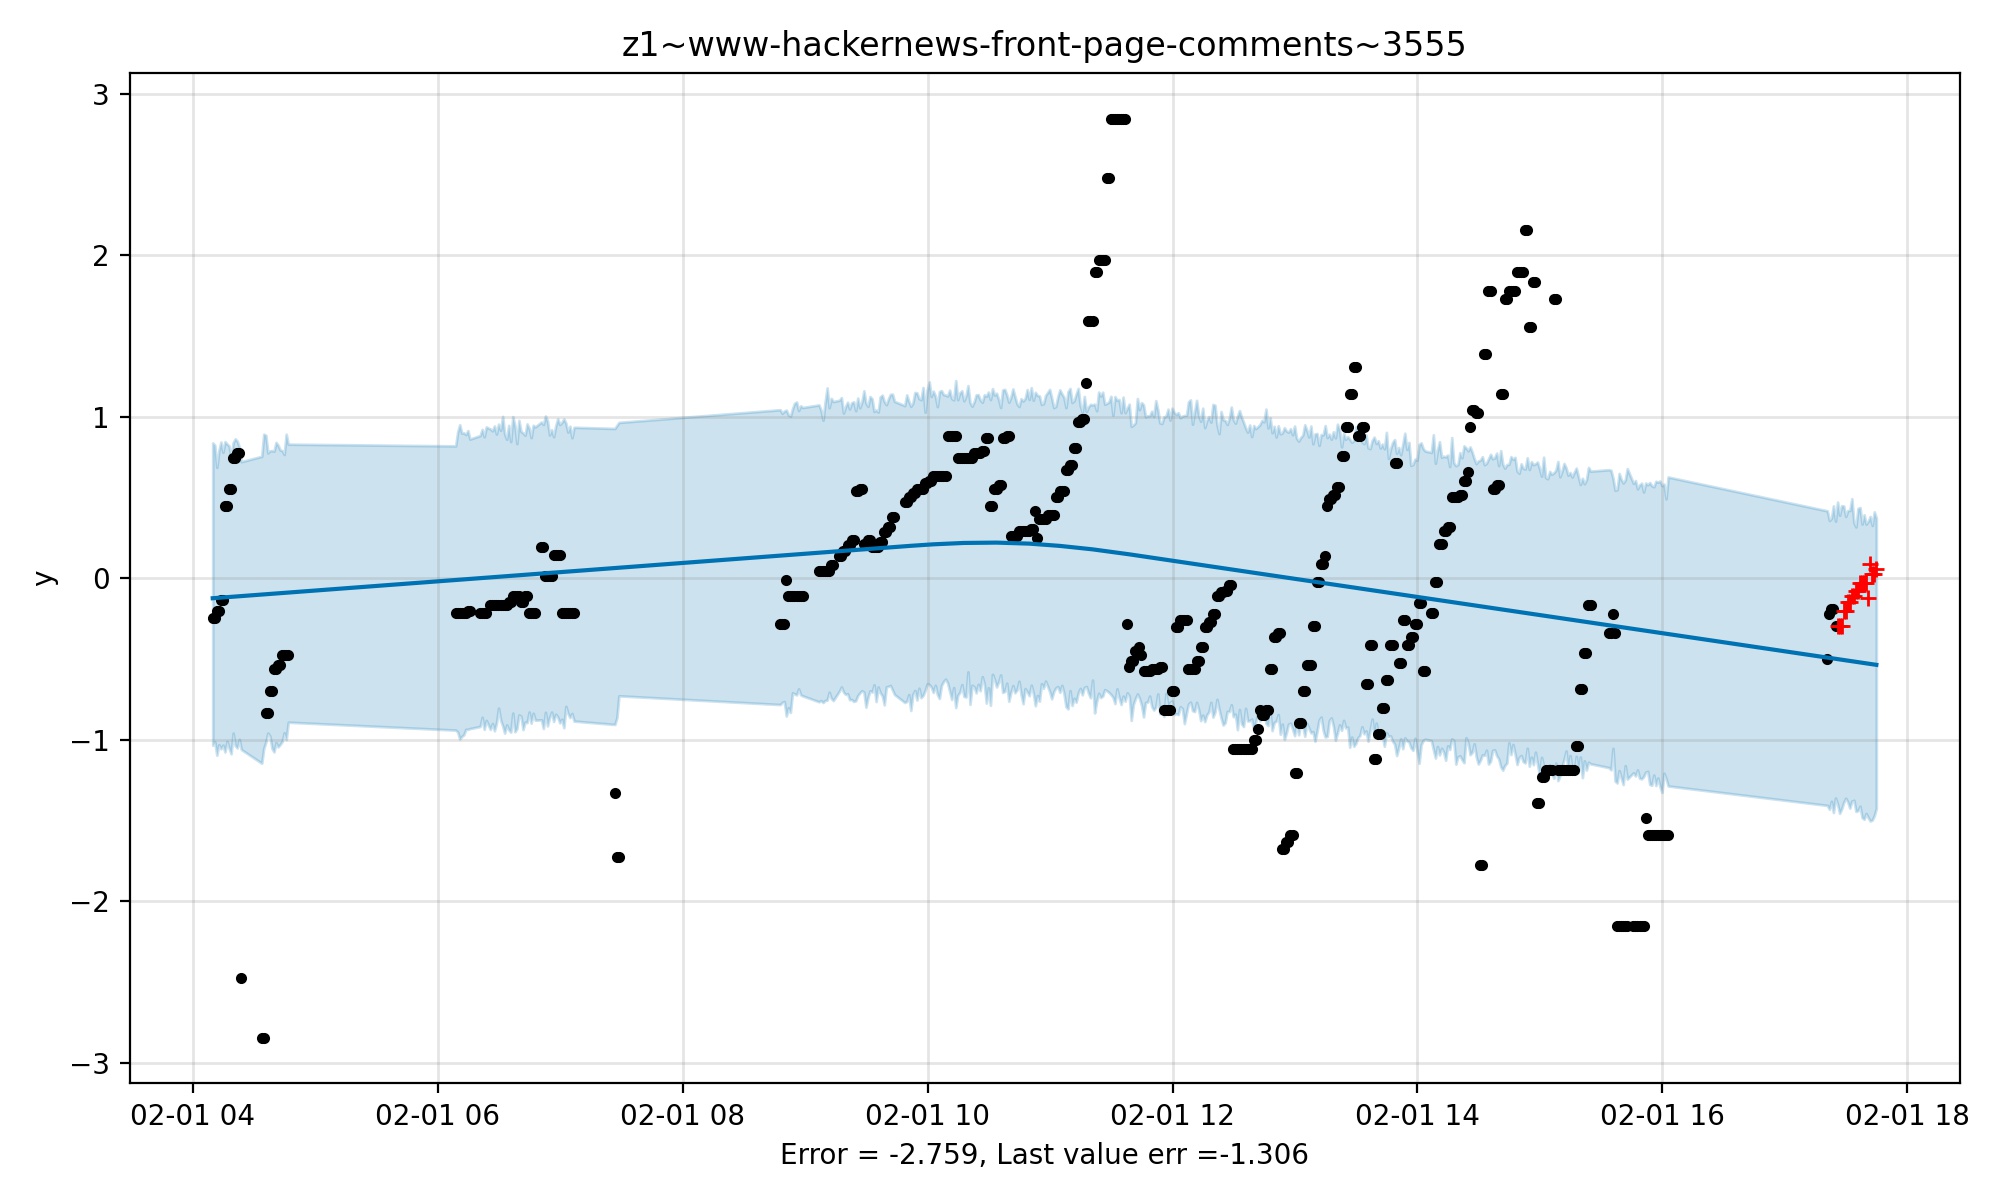 z1~www-hackernews-front-page-comments~3555
y
3
2
1
0
−1
−2
−3
02-01 04 02-01 06 02-01 08 02-01 10 02-01 12 02-01 14 02-01 16 02-01 18
Error = -2.759, Last value err =-1.306